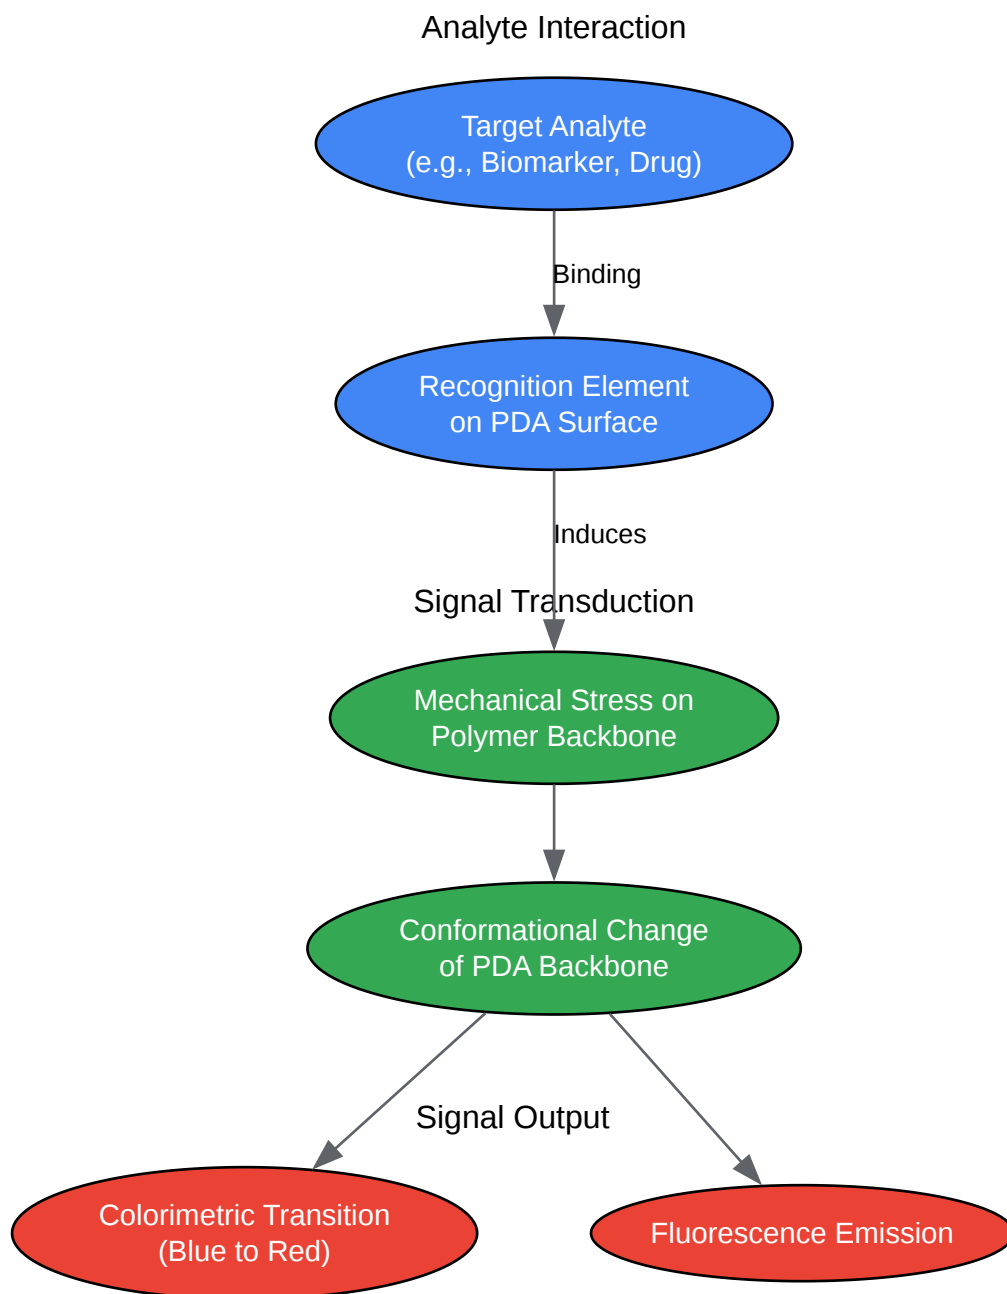 Analyte Interaction
Target Analyte
(e.g., Biomarker, Drug)
Binding
Recognition Element
on PDA Surface
Induces
Signal Transduction
Mechanical Stress on
Polymer Backbone
Conformational Change
of PDA Backbone
Signal Output
Colorimetric Transition
(Blue to Red)
Fluorescence Emission